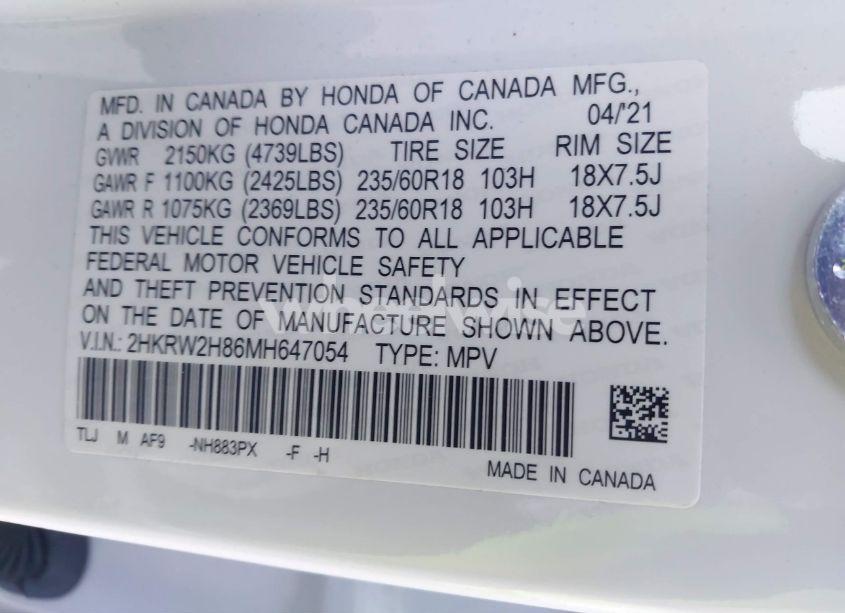 MFD. IN CANADA BY HONDA OF CANADA MFG.,
A DIVISION OF HONDA CANADA INC. 04/'21
GVWR 2150KG (4739LBS) TIRE SIZE RIM SIZE
GAWR F 1100KG (2425LBS) 235/60R18 103H 18X7.5J
GAWR R 1075KG (2369LBS) 235/60R18 103H 18X7.5J
THIS VEHICLE CONFORMS TO ALL APPLICABLE
FEDERAL MOTOR VEHICLE SAFETY
AND THEFT PREVENTION STANDARDS IN EFFECT
ON THE DATE OF MANUFACTURE SHOWN ABOVE.
V.I.N.: 2HKRW2H86MH647054 TYPE: MPV
TLJ M AF9 -NH883PX -F -H
MADE IN CANADA